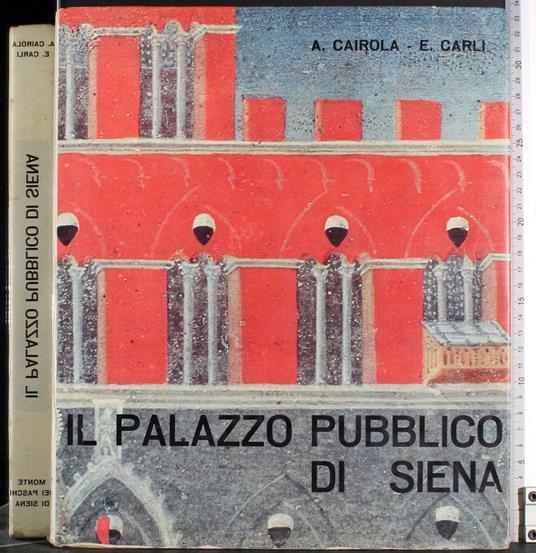 A. CAIROLA - E. CARLI
IL PALAZZO PUBBLICO
DI SIENA
A. CAIROLA
E. CARLI
IL PALAZZO PUBBLICO DI SIENA
MONTE
DEI PASCHI
DI SIENA